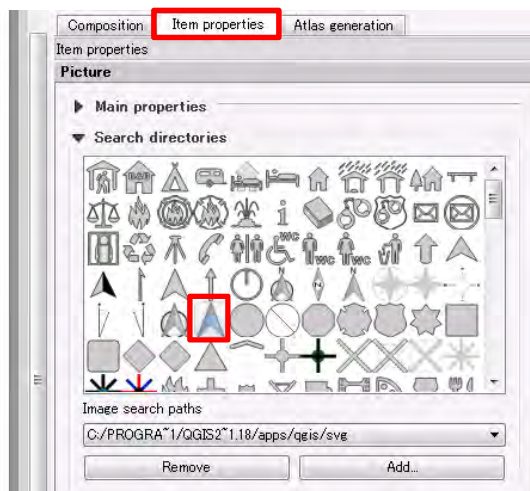 Composition Item properties Atlas generation
Item properties
Picture
Main properties
Search directories
Image search paths
C:/PROGRA~1/QGIS2~1.18/apps/qgis/svg
Remove Add...